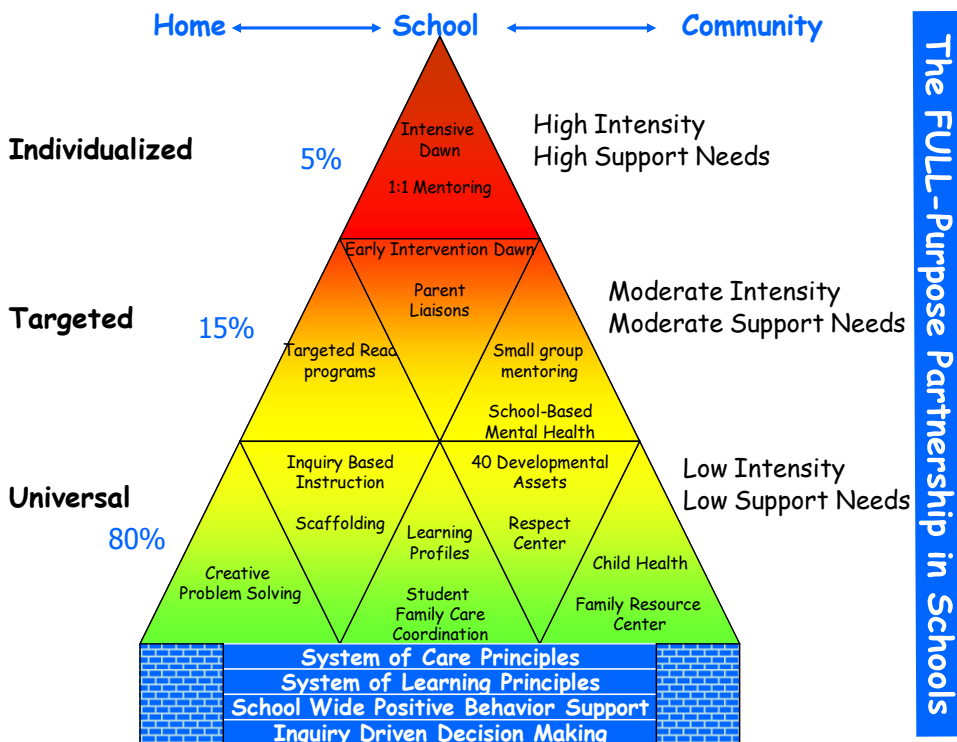 Home School Community
Individualized
5%
Intensive
Dawn
1:1 Mentoring
High Intensity
High Support Needs
Targeted
15%
Early Intervention Dawn
Parent
Liaisons
Targeted Read
programs
Small group
mentoring
School-Based
Mental Health
Moderate Intensity
Moderate Support Needs
Universal
80%
Inquiry Based
Instruction
Scaffolding
Creative
Problem Solving
Learning
Profiles
Student
Family Care
Coordination
40 Developmental
Assets
Respect
Center
Child Health
Family Resource
Center
Low Intensity
Low Support Needs
System of Care Principles
System of Learning Principles
School Wide Positive Behavior Support
Inquiry Driven Decision Making
The FULL-Purpose Partnership in Schools